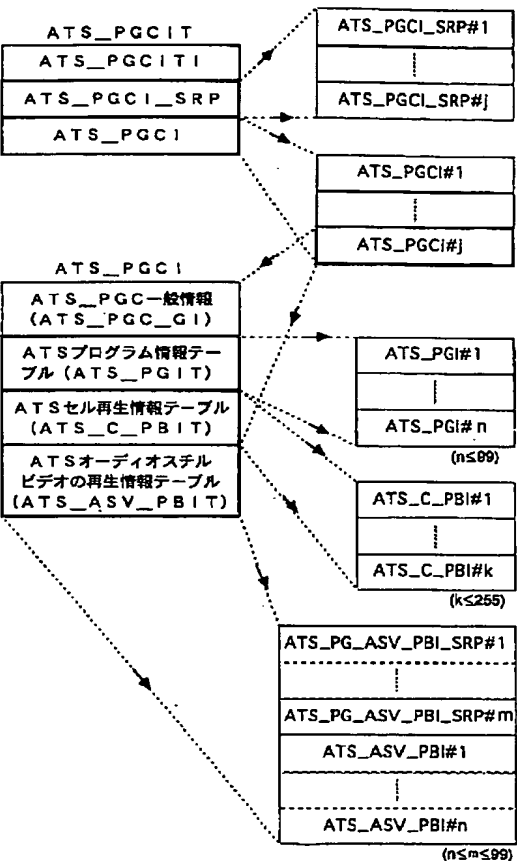 ATS_PGCIT
ATS_PGCITI
ATS_PGCI_SRP
ATS_PGCI
ATS_PGCI_SRP#1
ATS_PGCI_SRP#j
ATS_PGCI#1
ATS_PGCI#j
ATS_PGCI
ATS_PGC一般情報
(ATS_PGC_GI)
ATSプログラム情報テー
ブル(ATS_PGIT)
ATSセル再生情報テーブル
(ATS_C_PBIT)
ATSオーディオスチル
ビデオの再生情報テーブル
(ATS_ASV_PBIT)
ATS_PGI#1
ATS_PGI#n
(n≤99)
ATS_C_PBI#1
ATS_C_PBI#k
(k≤255)
ATS_PG_ASV_PBI_SRP#1
ATS_PG_ASV_PBI_SRP#m
ATS_ASV_PBI#1
ATS_ASV_PBI#n
(n≤m≤99)